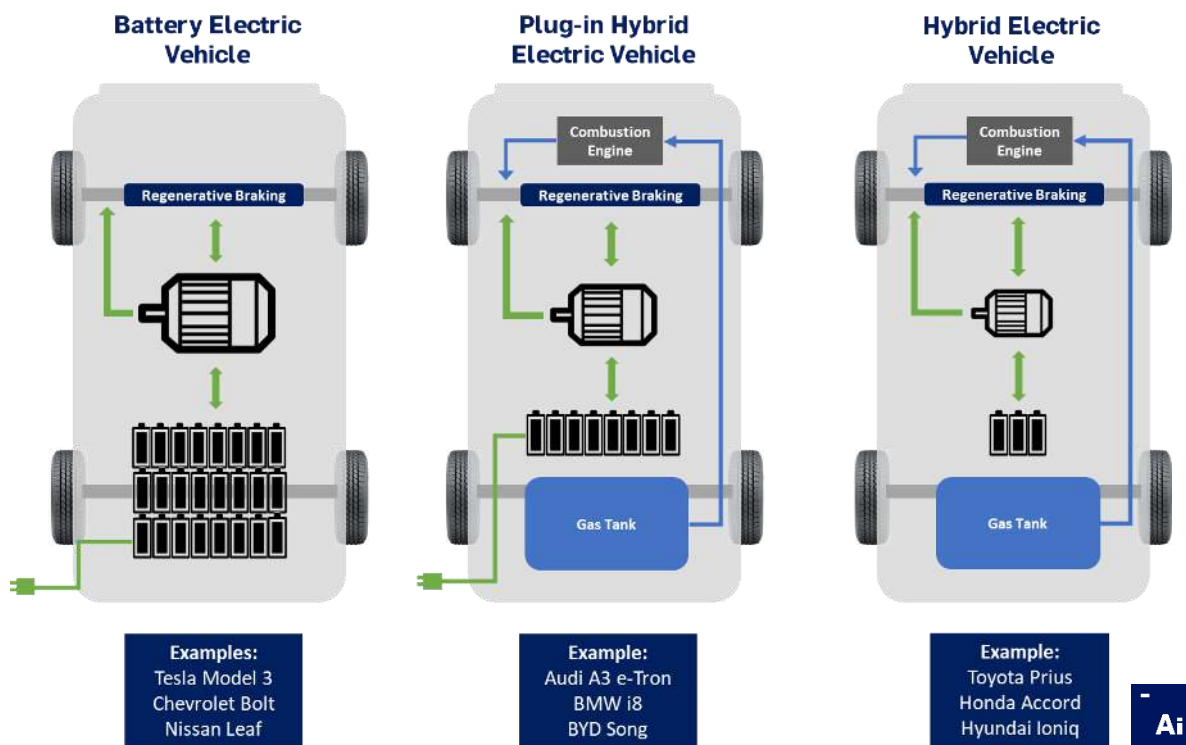 Battery Electric
Vehicle
Plug-in Hybrid
Electric Vehicle
Hybrid Electric
Vehicle
Regenerative Braking
Combustion
Engine
Regenerative Braking
Gas Tank
Combustion
Engine
Regenerative Braking
Gas Tank
Examples:
Tesla Model 3
Chevrolet Bolt
Nissan Leaf
Example:
Audi A3 e-Tron
BMW i8
BYD Song
Example:
Toyota Prius
Honda Accord
Hyundai Ioniq
Ai